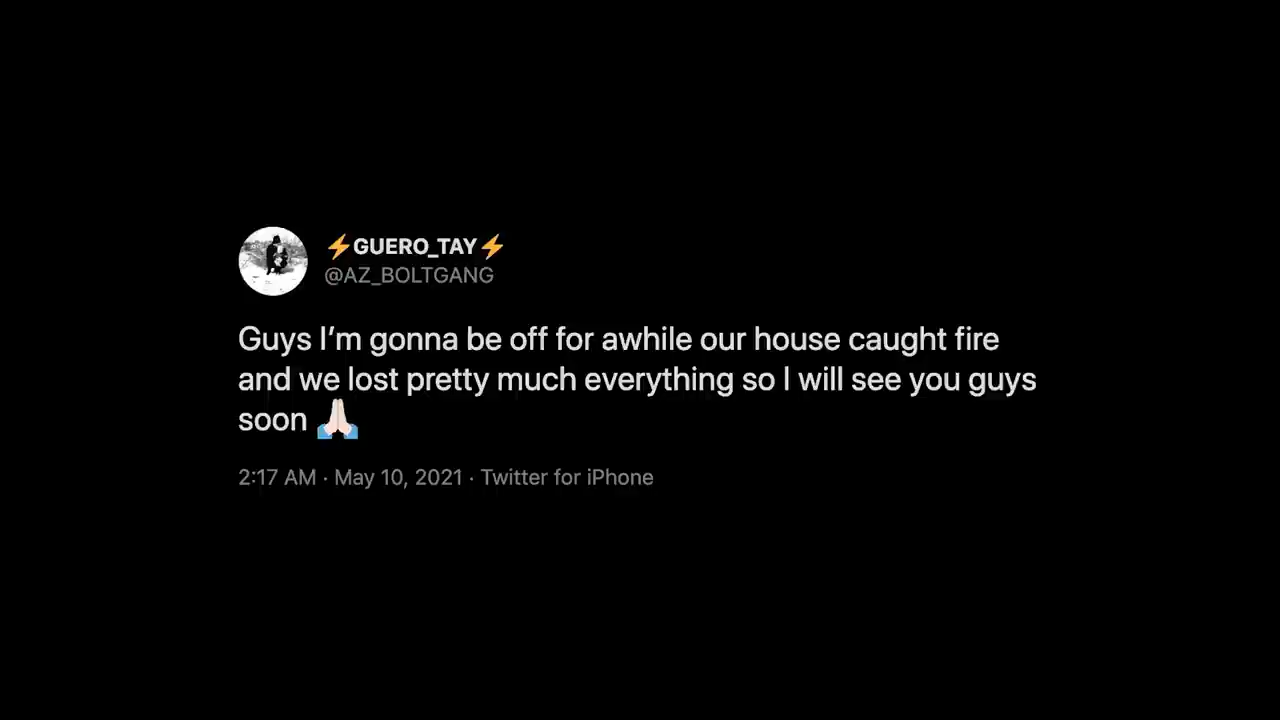 ⚡GUERO_TAY⚡
@AZ_BOLTGANG
Guys I’m gonna be off for awhile our house caught fire
and we lost pretty much everything so I will see you guys
soon 🙏🏻
2:17 AM · May 10, 2021 · Twitter for iPhone